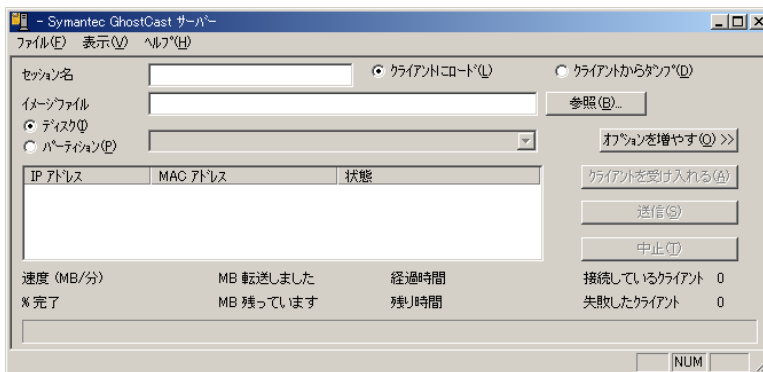 - Symantec GhostCast サーバー
ファイル(F) 表示(V) ヘルプ(H)
セッション名 クライアントにロード(L) クライアントからダンプ(D)
イメージファイル 参照(B)...
ディスク(I)
パーティション(P) オプションを増やす(O) >>
IP アドレス MAC アドレス 状態 クライアントを受け入れる(A)
送信(S)
中止(T)
速度 (MB/分) MB 転送しました 経過時間 接続しているクライアント 0
% 完了 MB 残っています 残り時間 失敗したクライアント 0
NUM